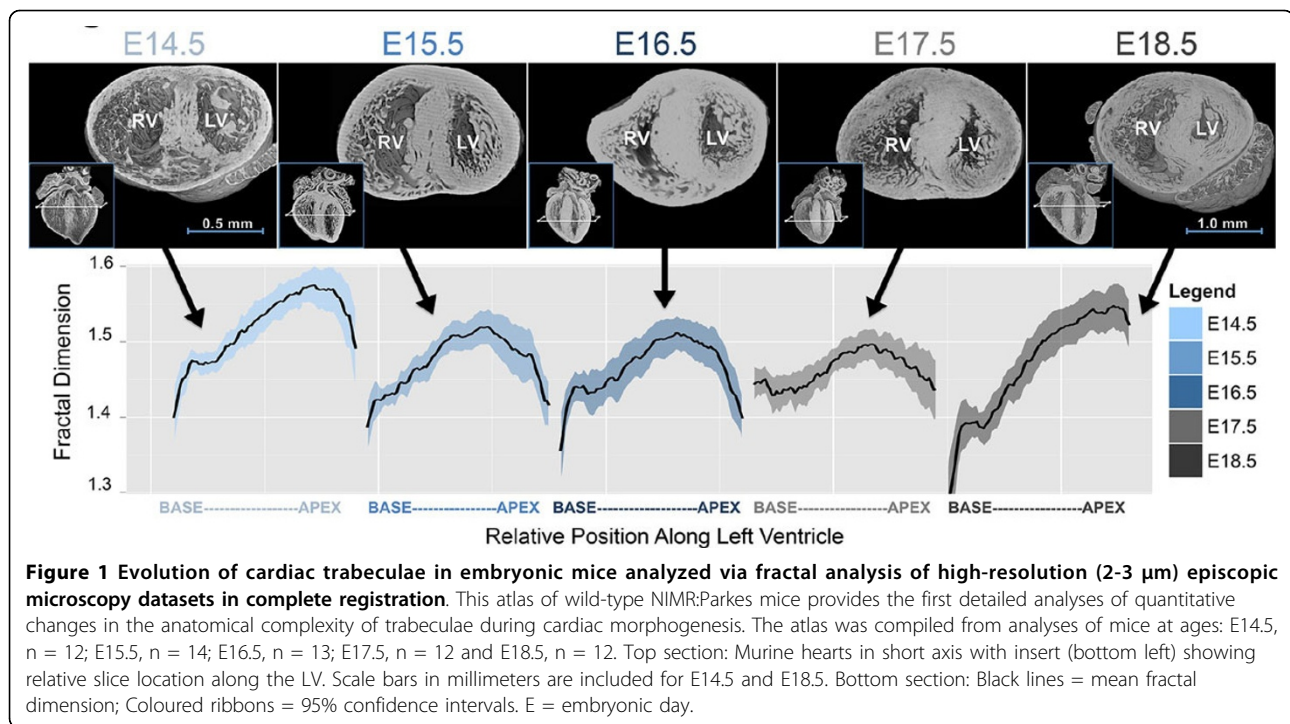 E14.5 E15.5 E16.5 E17.5 E18.5
RV LV RV LV RV LV RV LV RV LV
0.5 mm 1.0 mm
Fractal Dimension
1.6
1.5
1.4
1.3
Legend
E14.5
E15.5
E16.5
E17.5
E18.5
BASE----------------APEX BASE----------------APEX BASE----------------APEX BASE----------------APEX BASE----------------APEX
Relative Position Along Left Ventricle
Figure 1 Evolution of cardiac trabeculae in embryonic mice analyzed via fractal analysis of high-resolution (2-3 μm) episcopic
microscopy datasets in complete registration. This atlas of wild-type NIMR:Parkes mice provides the first detailed analyses of quantitative
changes in the anatomical complexity of trabeculae during cardiac morphogenesis. The atlas was compiled from analyses of mice at ages: E14.5,
n = 12; E15.5, n = 14; E16.5, n = 13; E17.5, n = 12 and E18.5, n = 12. Top section: Murine hearts in short axis with insert (bottom left) showing
relative slice location along the LV. Scale bars in millimeters are included for E14.5 and E18.5. Bottom section: Black lines = mean fractal
dimension; Coloured ribbons = 95% confidence intervals. E = embryonic day.